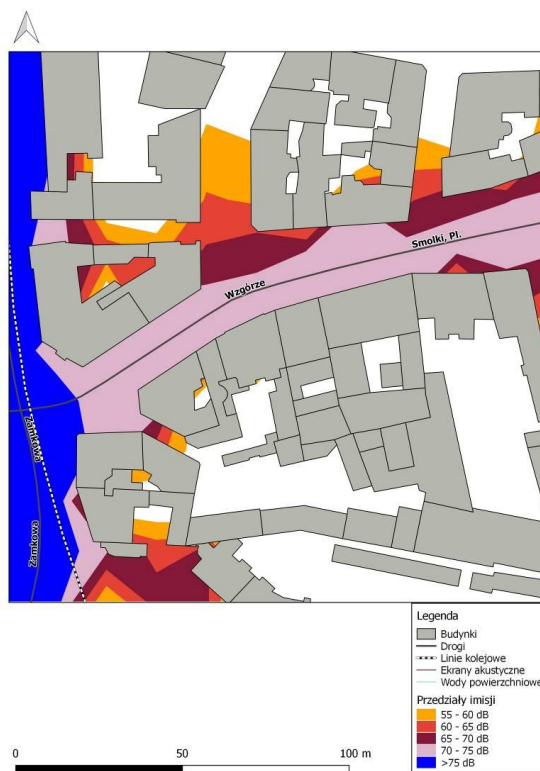 Smolki, Pl.
Wzgórze
Zamkowa
Zamkowa
Legenda
Budynki
Drogi
Linie kolejowe
Ekrany akustyczne
Wody powierzchniowe
Przedziały imisji
55 - 60 dB
60 - 65 dB
65 - 70 dB
70 - 75 dB
>75 dB
0 50 100 m